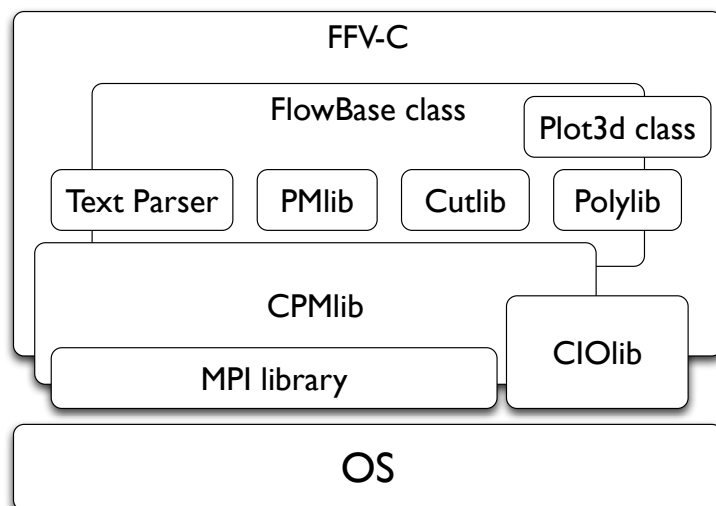 FFV-C
FlowBase class
Plot3d class
Text Parser
PMlib
Cutlib
Polylib
CPMlib
CIOlib
MPI library
OS